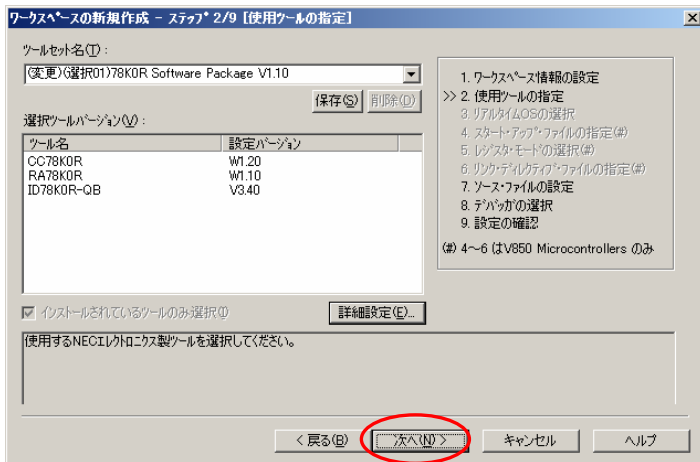 ワークスペースの新規作成 - ステップ 2/9 [使用ツールの指定]
ツールセット名(T) :
(変更)(選択01)78K0R Software Package V1.10
保存(S) 削除(D)
選択ツールバージョン(V) :
ツール名 設定バージョン
CC78K0R W1.20
RA78K0R W1.10
ID78K0R-QB V3.40
インストールされているツールのみ選択(I)
詳細設定(E)...
使用するNECエレクトロニクス製ツールを選択してください。
1. ワークスペース情報の設定
>> 2. 使用ツールの指定
3. リアルタイムOSの選択
4. スタート・アップ・ファイルの指定(#)
5. レジスタ・モードの選択(#)
6. リンク・ディレクティブ・ファイルの指定(#)
7. ソース・ファイルの設定
8. デバッガの選択
9. 設定の確認
(#) 4～6 はV850 Microcontrollers のみ
< 戻る(B) 次へ(N) > キャンセル ヘルプ